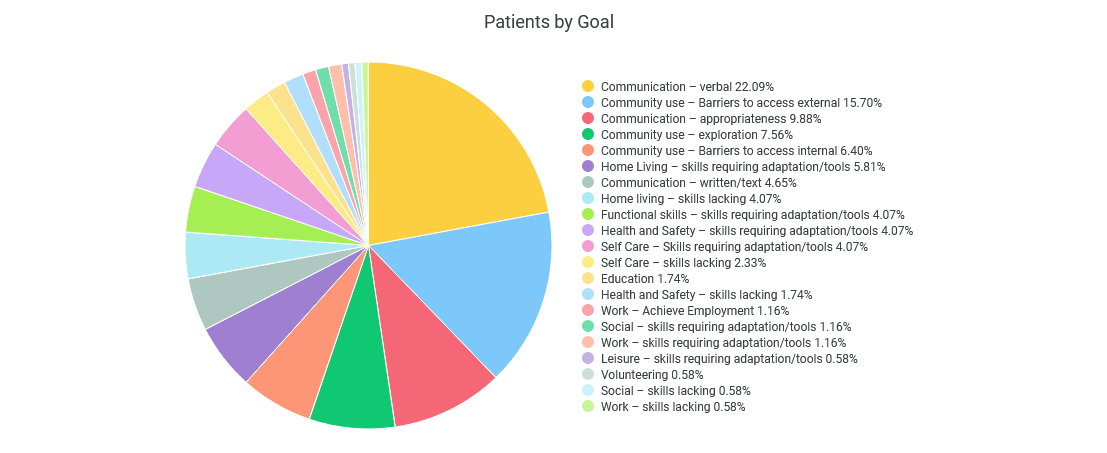 Patients by Goal
Communication – verbal 22.09%
Community use – Barriers to access external 15.70%
Communication – appropriateness 9.88%
Community use – exploration 7.56%
Community use – Barriers to access internal 6.40%
Home Living – skills requiring adaptation/tools 5.81%
Communication – written/text 4.65%
Home living – skills lacking 4.07%
Functional skills – skills requiring adaptation/tools 4.07%
Health and Safety – skills requiring adaptation/tools 4.07%
Self Care – Skills requiring adaptation/tools 4.07%
Self Care – skills lacking 2.33%
Education 1.74%
Health and Safety – skills lacking 1.74%
Work – Achieve Employment 1.16%
Social – skills requiring adaptation/tools 1.16%
Work – skills requiring adaptation/tools 1.16%
Leisure – skills requiring adaptation/tools 0.58%
Volunteering 0.58%
Social – skills lacking 0.58%
Work – skills lacking 0.58%